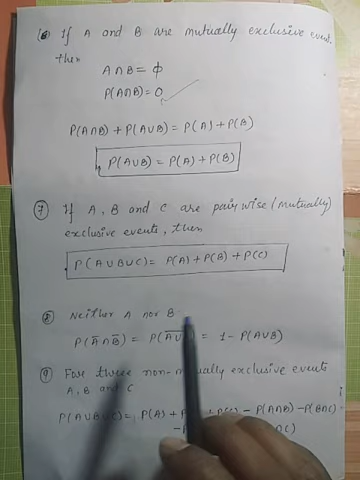 ⑥ If A and B are mutually exclusive event
then
A∩B = ϕ
P(A∩B) = 0
P(A∩B) + P(A∪B) = P(A) + P(B)
P(A∪B) = P(A) + P(B)
⑦ If A, B and C are pairwise (mutually)
exclusive events, then
P(A∪B∪C) = P(A) + P(B) + P(C)
⑧ Neither A nor B
P(A̅∩B̅) = = 1 - P(A∪B)
⑨ For three non-mutually exclusive events
A, B and C
P(A∪B∪C) = P(A) + - P(A∩B) - P(B∩C)